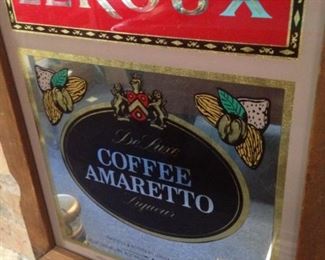 LEROUX
De Luxe
COFFEE
AMARETTO
Liqueur